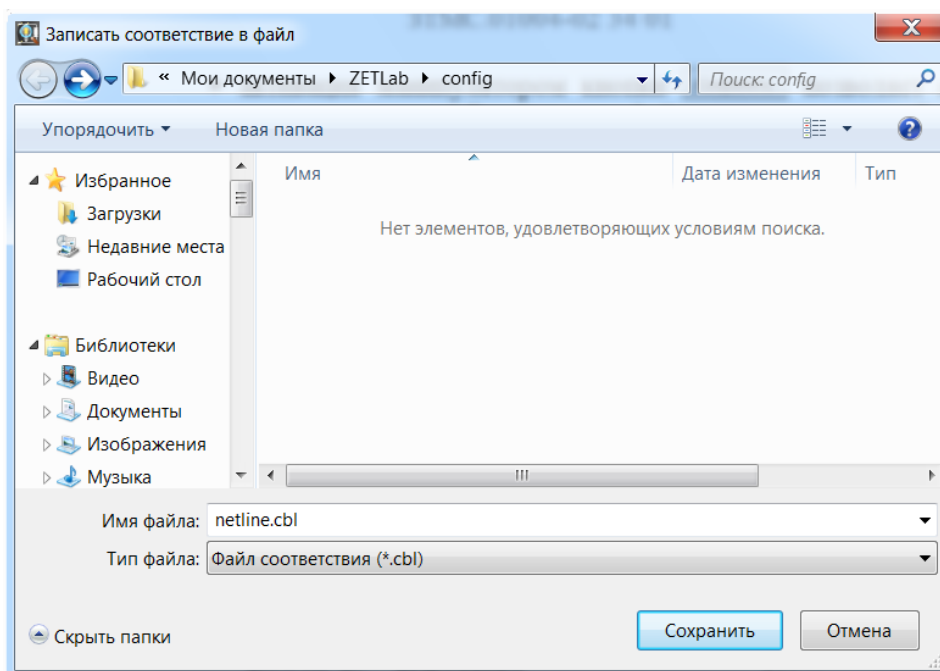 Записать соответствие в файл
« Мои документы ZETLab config
Поиск: config
Упорядочить Новая папка
Избранное
Загрузки
Недавние места
Рабочий стол
Библиотеки
Видео
Документы
Изображения
Музыка
Имя Дата изменения Тип
Нет элементов, удовлетворяющих условиям поиска.
Имя файла: netline.cbl
Тип файла: Файл соответствия (*.cbl)
Скрыть папки
Сохранить Отмена